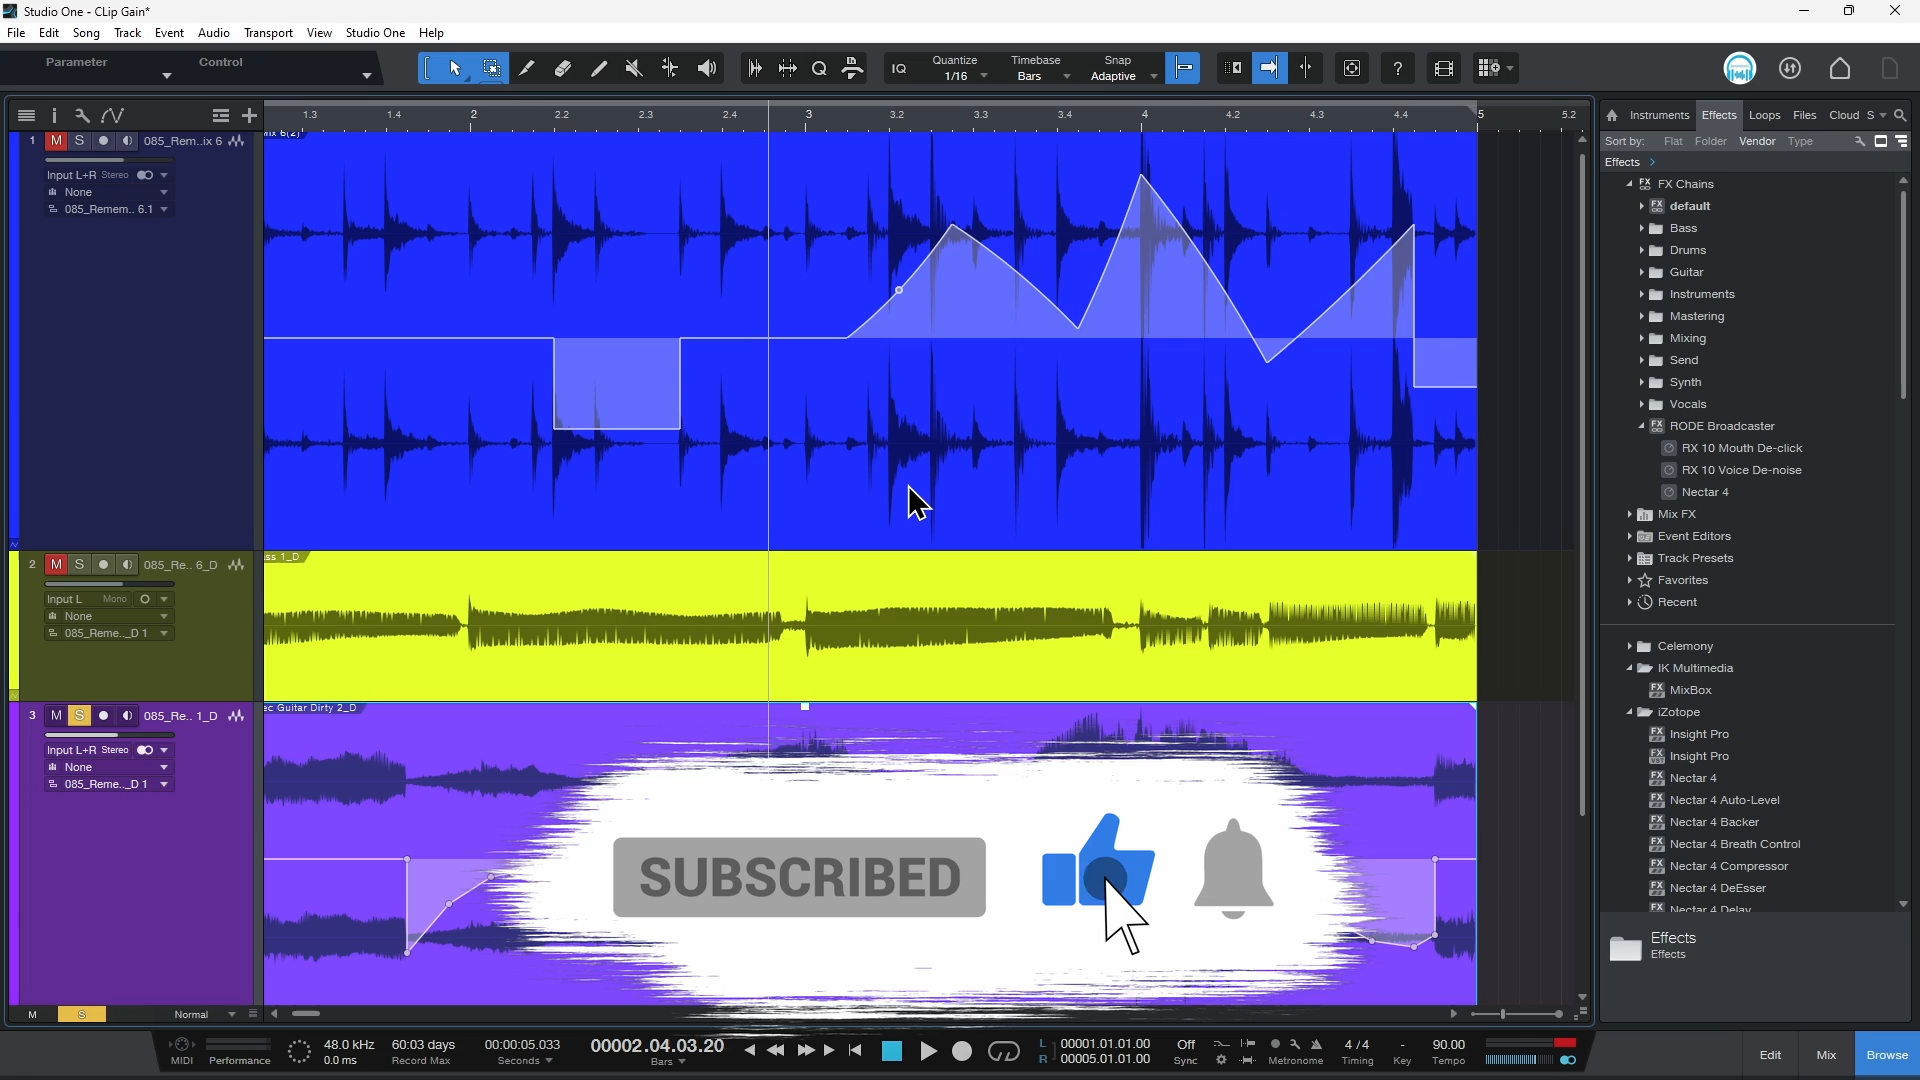 Studio One - CLip Gain*
File Edit Song Track Event Audio Transport View Studio One Help
Parameter Control
IQ Quantize 1/16 Timebase Bars Snap Adaptive ?
Instruments Effects Loops Files Cloud S
Sort by: Flat Folder Vendor Type
Effects
1.3 1.4 2 2.2 2.3 2.4 3 3.2 3.3 3.4 4 4.2 4.3 4.4 5 5.2
1 M S 085_Rem..ix 6
Input L+R Stereo
None
085_Remem.. 6.1
2 M S 085_Re.. 6_D
ss 1_D
Input L Mono
None
085_Reme.._D 1
3 M S 085_Re.. 1_D
ec Guitar Dirty 2_D
Input L+R Stereo
None
085_Reme.._D 1
SUBSCRIBED
FX Chains
default
Bass
Drums
Guitar
Instruments
Mastering
Mixing
Send
Synth
Vocals
RODE Broadcaster
RX 10 Mouth De-click
RX 10 Voice De-noise
Nectar 4
Mix FX
Event Editors
Track Presets
Favorites
Recent
Celemony
IK Multimedia
MixBox
iZotope
Insight Pro
Insight Pro
Nectar 4
Nectar 4 Auto-Level
Nectar 4 Backer
Nectar 4 Breath Control
Nectar 4 Compressor
Nectar 4 DeEsser
Nectar 4 Delay
Effects
Effects
M S Normal
MIDI Performance
48.0 kHz
0.0 ms
60:03 days
Record Max
00:00:05.033
Seconds
00002.04.03.20
Bars
L 00001.01.01.00
R 00005.01.01.00
Off
Sync
Metronome
4 / 4
Timing
-
Key
90.00
Tempo
Edit Mix Browse